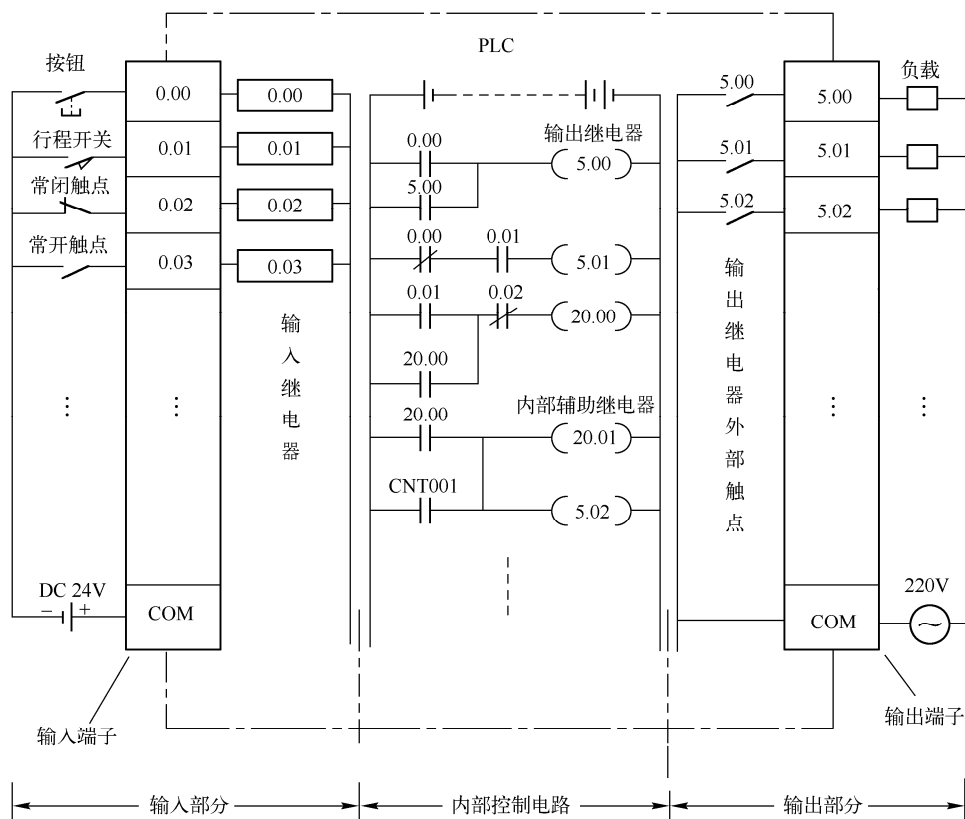 PLC
按钮
0.00
0.00
5.00
5.00
负载
输出继电器
行程开关
0.01
0.01
0.00
5.00
5.01
5.01
常闭触点
0.02
0.02
5.00
5.02
5.02
常开触点
0.03
0.03
0.00
0.01
5.01
0.01
0.02
20.00
输入继电器
20.00
输出继电器外部触点
20.00
内部辅助继电器
20.01
⋮
⋮
⋮
⋮
CNT001
5.02
DC 24V
− +
COM
COM
220V
输入端子
输出端子
输入部分
内部控制电路
输出部分